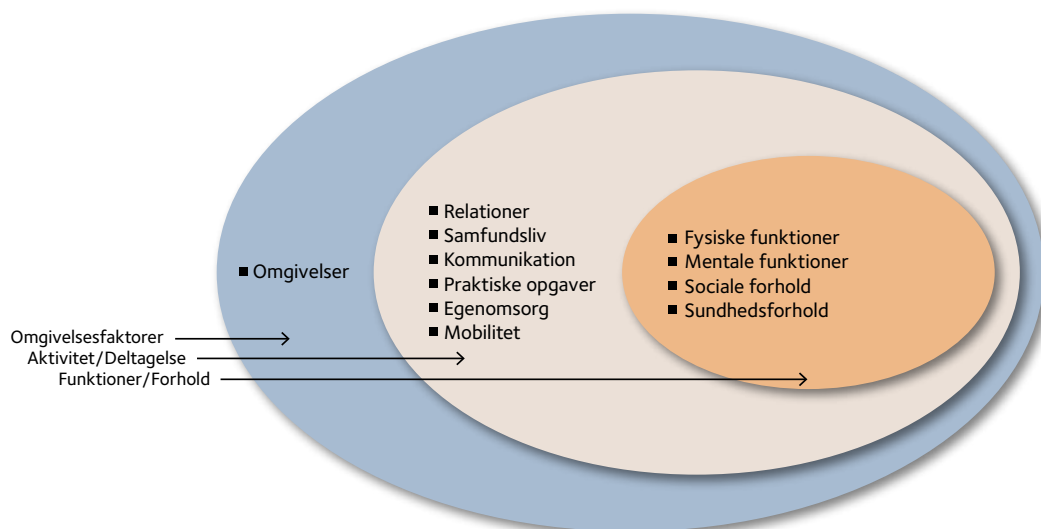 ■ Relationer
■ Samfundsliv
■ Kommunikation
■ Praktiske opgaver
■ Egenomsorg
■ Mobilitet
■ Fysiske funktioner
■ Mentale funktioner
■ Sociale forhold
■ Sundhedsforhold
■ Omgivelser
Omgivelsesfaktorer
Aktivitet/Deltagelse
Funktioner/Forhold